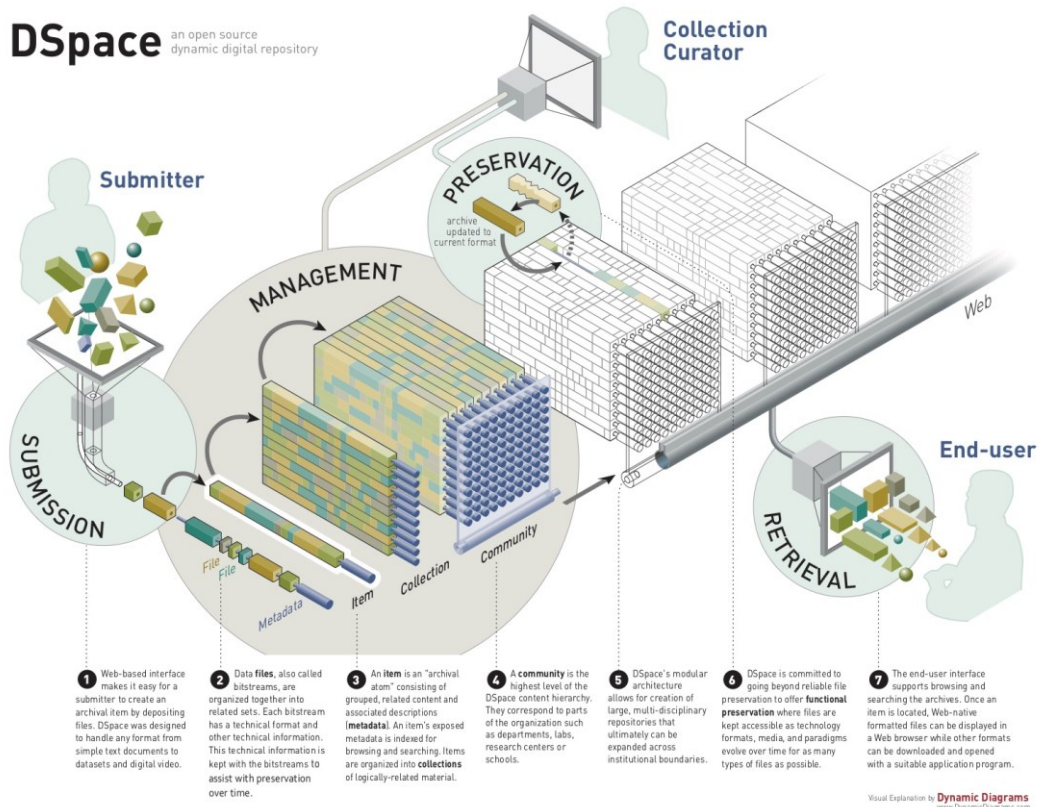 DSpace
an open source
dynamic digital repository
Collection
Curator
Submitter
PRESERVATION
archive
updated to
current format
MANAGEMENT
Web
SUBMISSION
End-user
RETRIEVAL
File
File
Metadata
Item
Collection
Community
1 Web-based interface
makes it easy for a
submitter to create an
archival item by depositing
files. DSpace was designed
to handle any format from
simple text documents to
datasets and digital video.
2 Data files, also called
bitstreams, are
organized together into
related sets. Each bitstream
has a technical format and
other technical information.
This technical information is
kept with the bitstreams to
assist with preservation
over time.
3 An item is an "archival
atom" consisting of
grouped, related content and
associated descriptions
(metadata). An item's exposed
metadata is indexed for
browsing and searching. Items
are organized into collections
of logically-related material.
4 A community is the
highest level of the
DSpace content hierarchy.
They correspond to parts
of the organization such
as departments, labs,
research centers or
schools.
5 DSpace's modular
architecture
allows for creation of
large, multi-disciplinary
repositories that
ultimately can be
expanded across
institutional boundaries.
6 DSpace is committed to
going beyond reliable file
preservation to offer functional
preservation where files are
kept accessible as technology
formats, media, and paradigms
evolve over time for as many
types of files as possible.
7 The end-user interface
supports browsing and
searching the archives. Once an
item is located, Web-native
formatted files can be displayed
in a Web browser while other formats
can be downloaded and opened
with a suitable application program.
Visual Explanation by Dynamic Diagrams
www.DynamicDiagrams.com